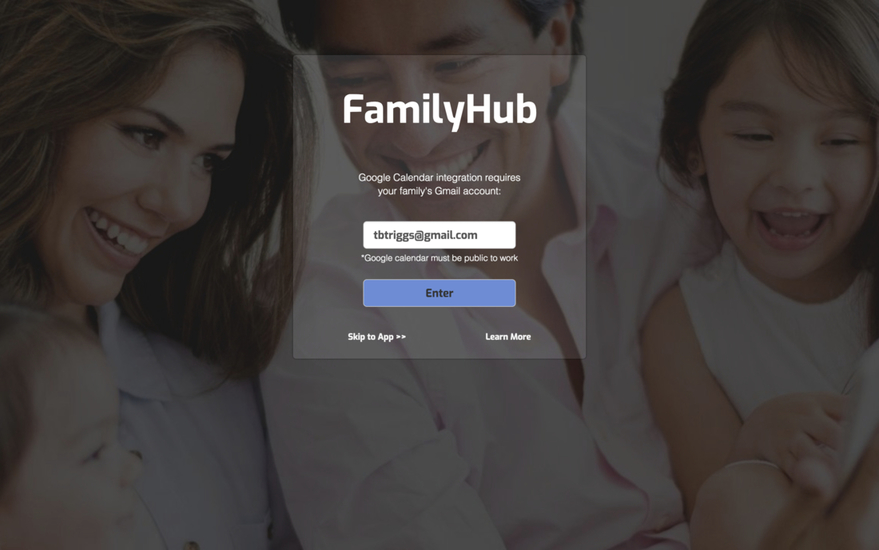 FamilyHub
Google Calendar integration requires
your family's Gmail account:
tbtriggs@gmail.com
*Google calendar must be public to work
Enter
Skip to App >>
Learn More